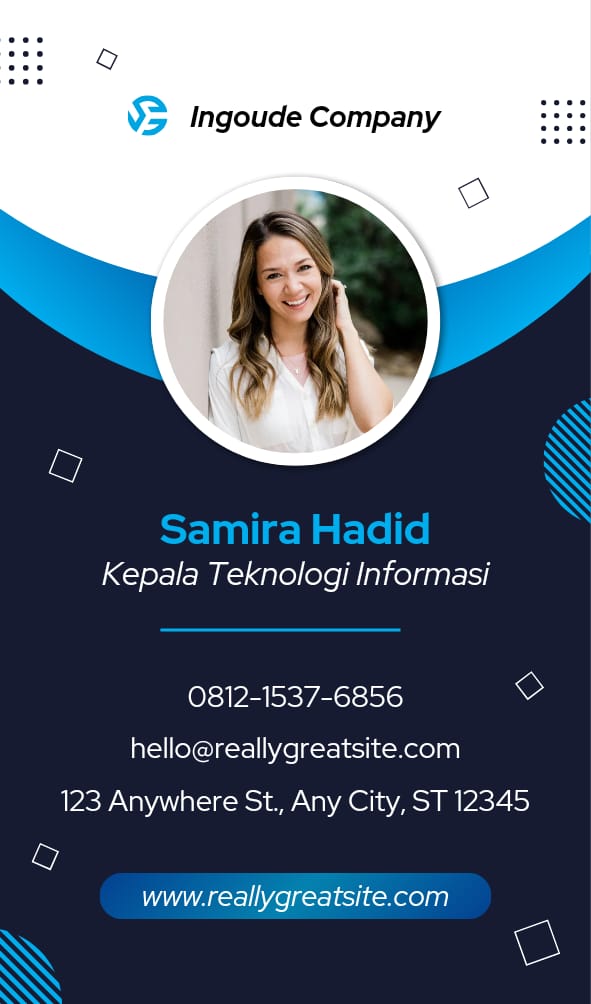 Ingoude Company
Samira Hadid
Kepala Teknologi Informasi
0812-1537-6856
hello@reallygreatsite.com
123 Anywhere St., Any City, ST 12345
www.reallygreatsite.com